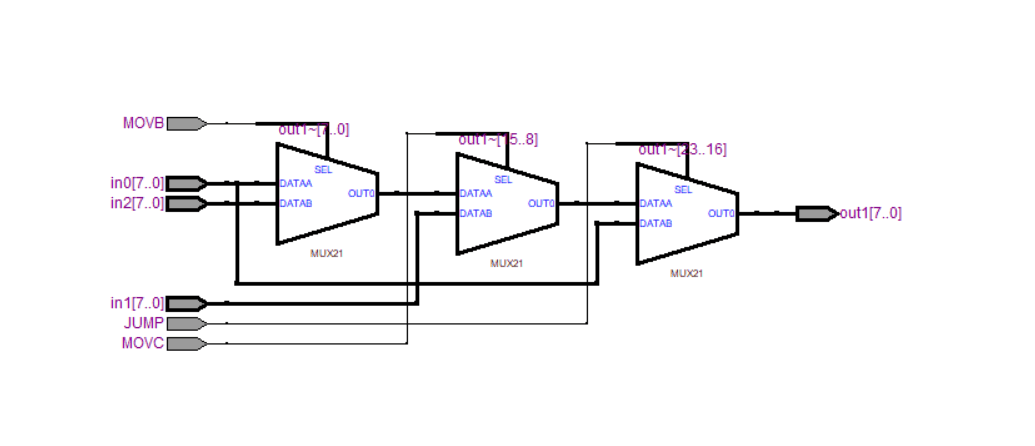 MOVB
out1~[7..0]
SEL
in0[7..0]
DATAA
OUT0
in2[7..0]
DATAB
MUX21
out1~[15..8]
SEL
DATAA
OUT0
DATAB
MUX21
out1~[23..16]
SEL
DATAA
OUT0
DATAB
MUX21
out1[7..0]
in1[7..0]
JUMP
MOVC